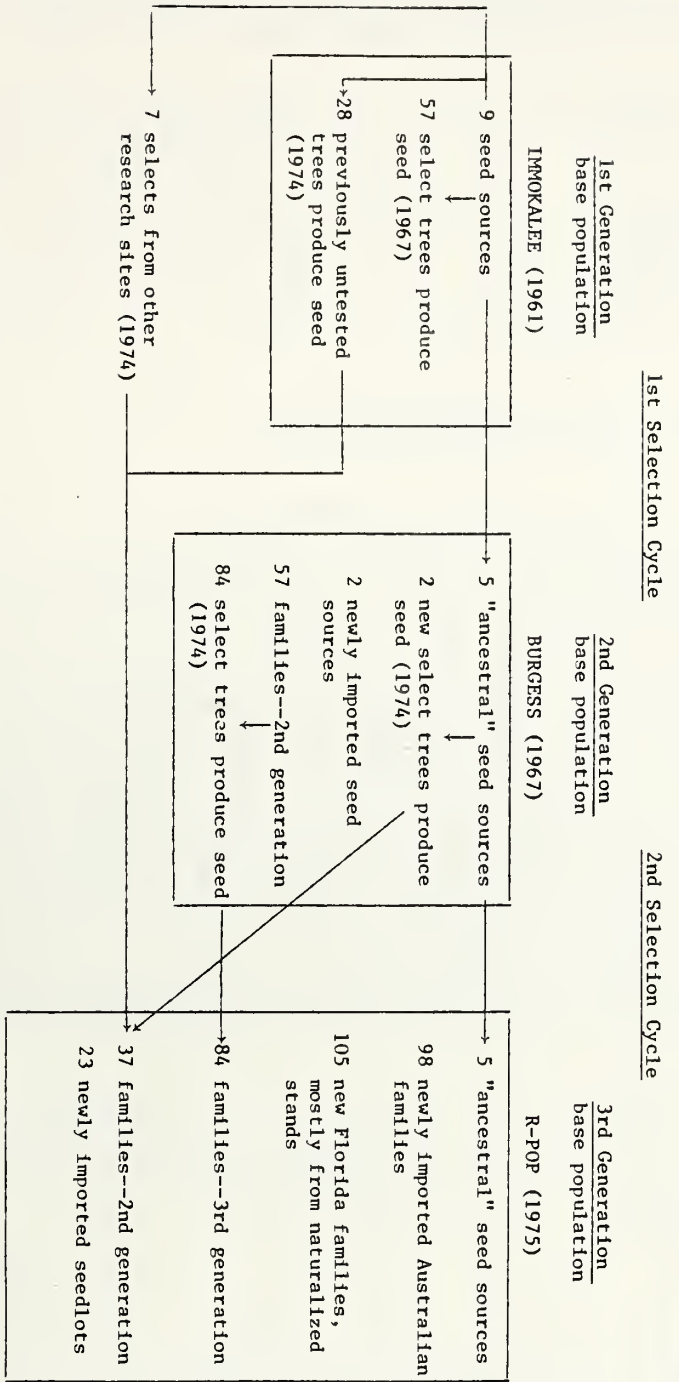 1st Selection Cycle
2nd Selection Cycle
1st Generation
base population
IMMOKALEE (1961)
9 seed sources
57 select trees produce
seed (1967)
28 previously untested
trees produce seed
(1974)
7 selects from other
research sites (1974)
2nd Generation
base population
BURGESS (1967)
5 "ancestral" seed sources
2 new select trees produce
seed (1974)
2 newly imported seed
sources
57 families--2nd generation
84 select trees produce seed
(1974)
3rd Generation
base population
R-POP (1975)
5 "ancestral" seed sources
98 newly imported Australian
families
105 new Florida families,
mostly from naturalized
stands
84 families--3rd generation
37 families--2nd generation
23 newly imported seedlots